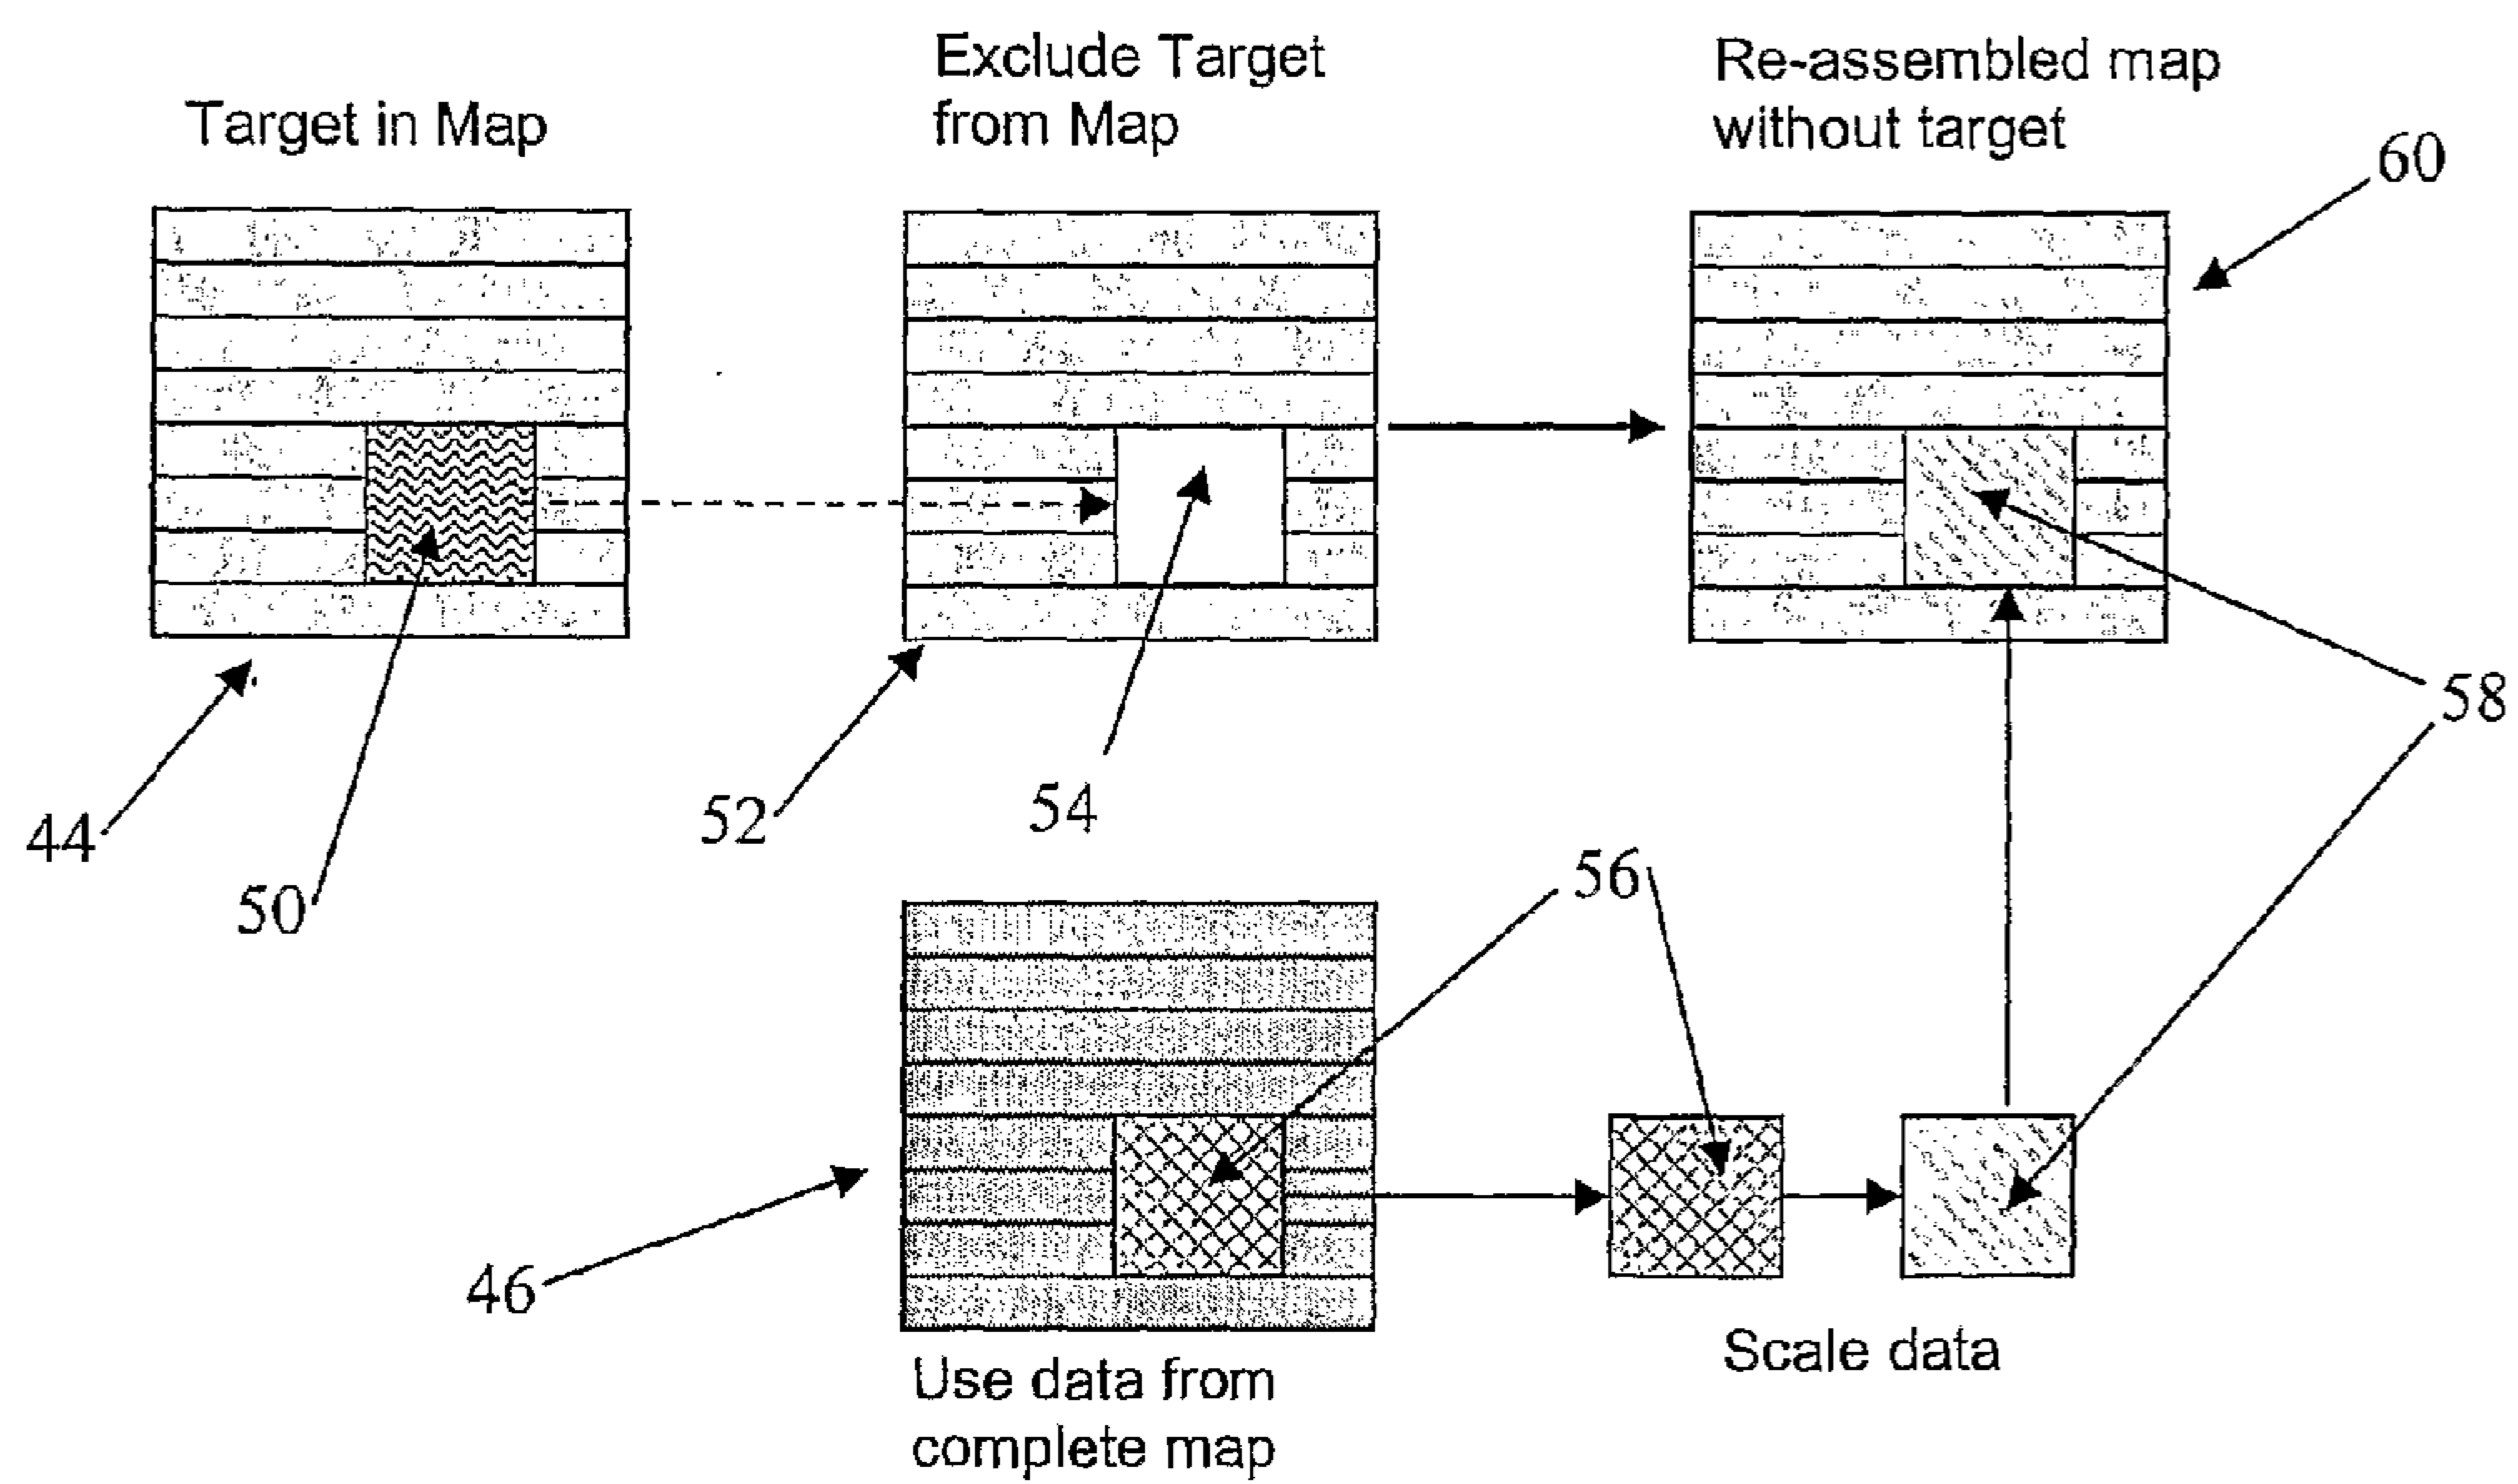 Target in Map
Exclude Target
from Map
Re-assembled map
without target
60
44
50
52
54
58
56
46
Use data from
complete map
Scale data